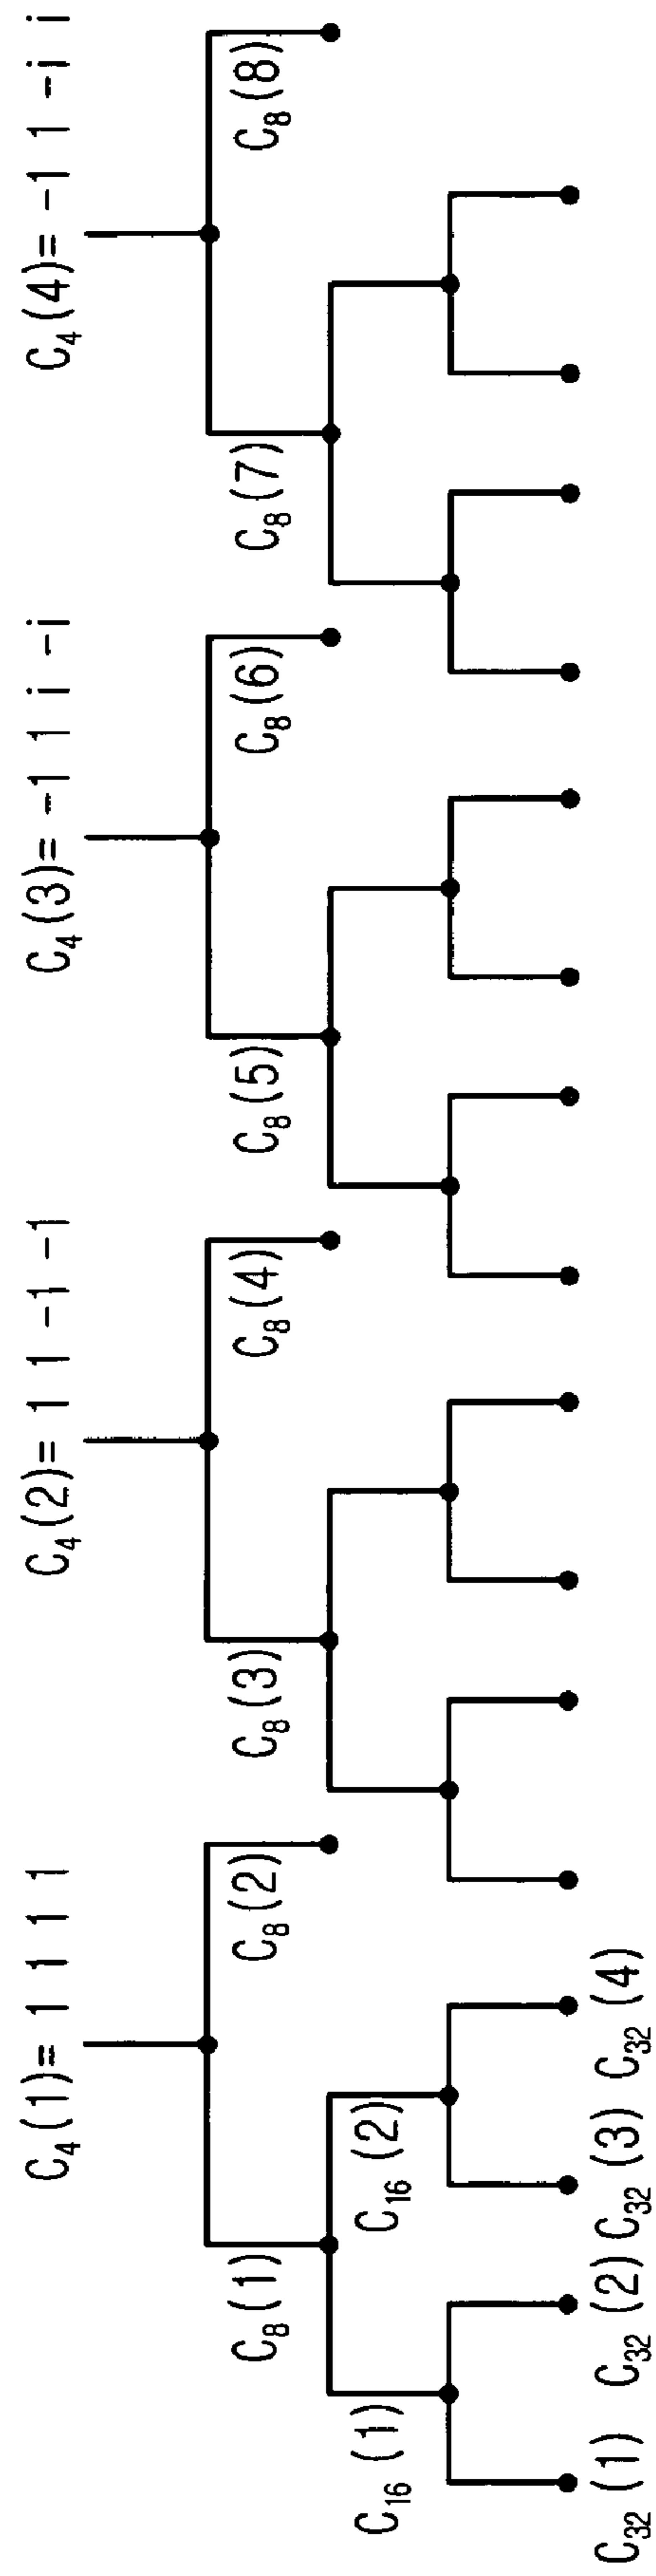 C₄(1)= 1 1 1 1 C₄(2)= 1 1 -1 -1 C₄(3)= -1 1 i -i C₄(4)= -1 1 -i i
C₈(1) C₈(2) C₈(3) C₈(4) C₈(5) C₈(6) C₈(7) C₈(8)
C₁₆(1) C₁₆(2)
C₃₂(1) C₃₂(2) C₃₂(3) C₃₂(4)